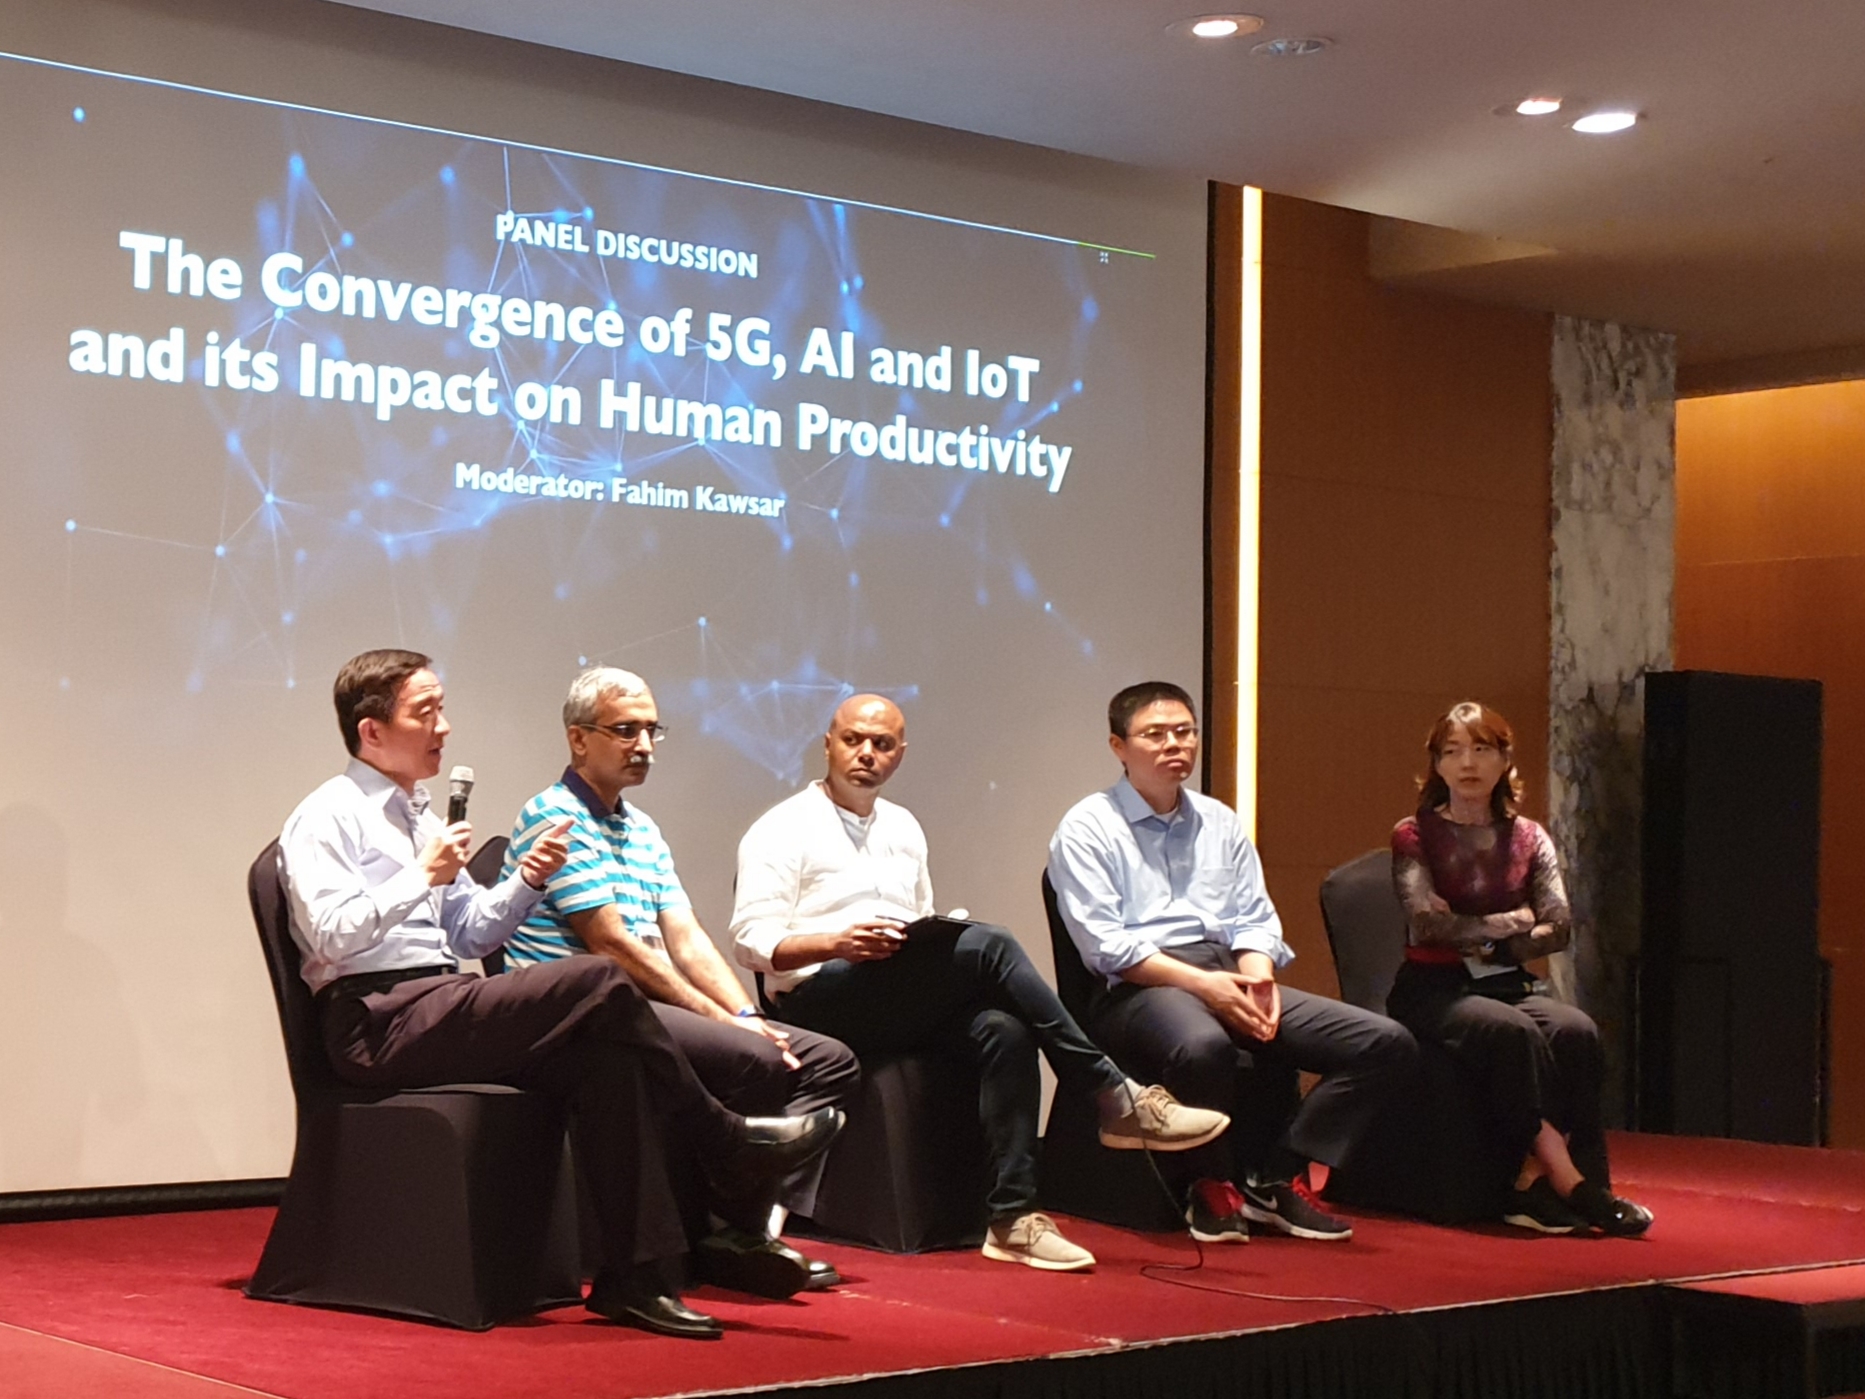 PANEL DISCUSSION
The Convergence of 5G, AI and IoT
and its Impact on Human Productivity
Moderator: Fahim Kawsar